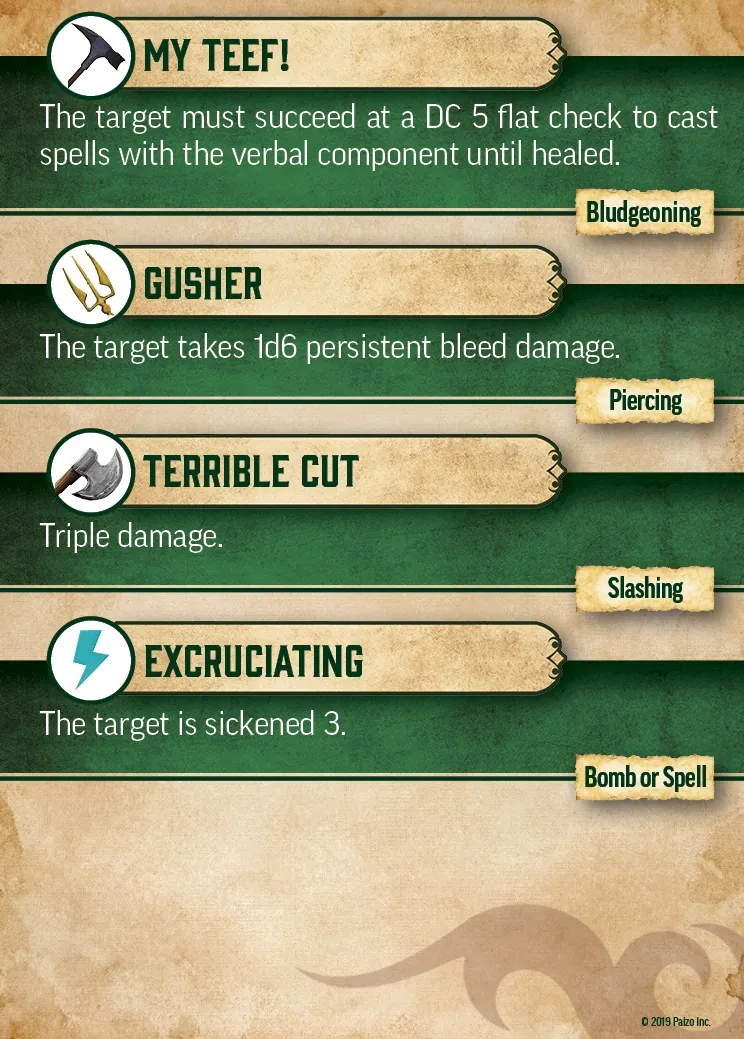 MY TEEF!
The target must succeed at a DC 5 flat check to cast
spells with the verbal component until healed.
Bludgeoning
GUSHER
The target takes 1d6 persistent bleed damage.
Piercing
TERRIBLE CUT
Triple damage.
Slashing
EXCRUCIATING
The target is sickened 3.
Bomb or Spell
© 2019 Paizo Inc.